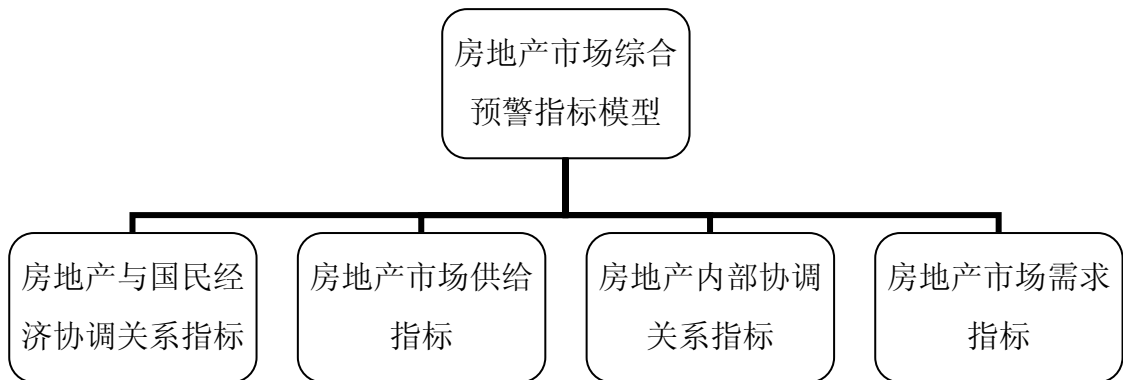 房地产市场综合
预警指标模型
房地产与国民经
济协调关系指标
房地产市场供给
指标
房地产内部协调
关系指标
房地产市场需求
指标